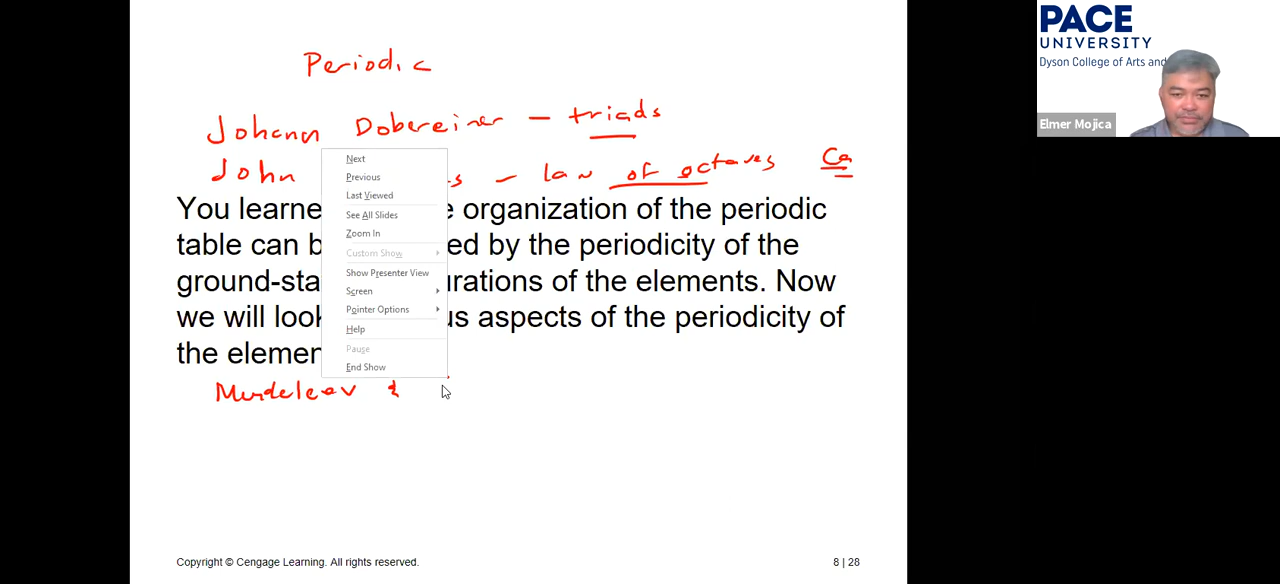 Periodic
Johann Dobereiner – triads
John s – law of octaves Ca
You learne e organization of the periodic
table can b ed by the periodicity of the
ground-sta urations of the elements. Now
we will look us aspects of the periodicity of
the elemen
Mendeleev &
Next
Previous
Last Viewed
See All Slides
Zoom In
Custom Show
Show Presenter View
Screen
Pointer Options
Help
Pause
End Show
Copyright © Cengage Learning. All rights reserved. 8 | 28
PACE
UNIVERSITY
Dyson College of Arts and
Elmer Mojica